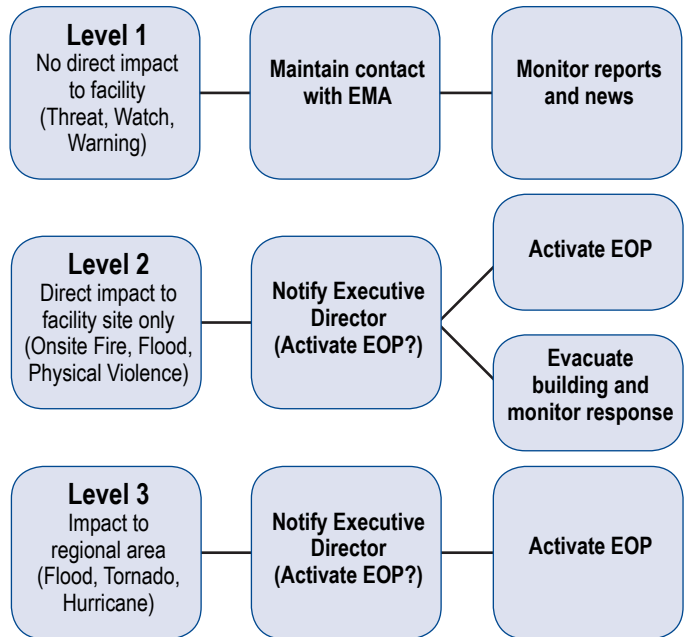 Level 1
No direct impact
to facility
(Threat, Watch,
Warning)
Maintain contact
with EMA
Monitor reports
and news
Level 2
Direct impact to
facility site only
(Onsite Fire, Flood,
Physical Violence)
Notify Executive
Director
(Activate EOP?)
Activate EOP
Evacuate
building and
monitor response
Level 3
Impact to
regional area
(Flood, Tornado,
Hurricane)
Notify Executive
Director
(Activate EOP?)
Activate EOP